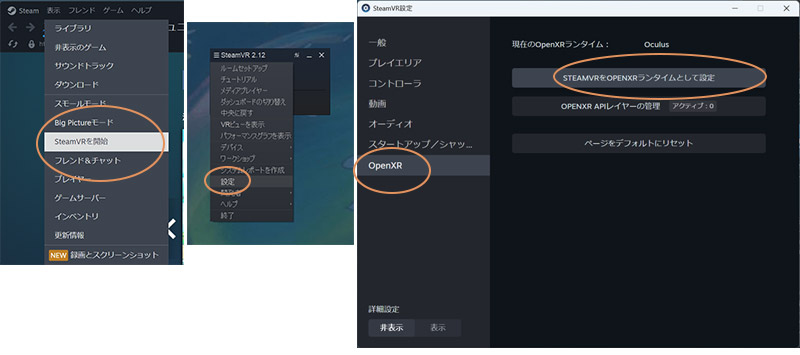 Steam 表示 フレンド ゲーム ヘルプ
ライブラリ
非表示のゲーム
サウンドトラック
ダウンロード
スモールモード
Big Pictureモード
SteamVRを開始
フレンド＆チャット
プレイヤー
ゲームサーバー
インベントリ
更新情報
NEW 録画とスクリーンショット
SteamVR 2.12
ルームセットアップ
チュートリアル
メディアプレイヤー
ダッシュボードの切り替え
中央に戻す
VRビューを表示
パフォーマンスグラフを表示
デバイス
ワークショップ
システムレポートを作成
設定
ヘルプ
終了
SteamVR設定
一般
プレイエリア
コントローラ
動画
オーディオ
スタートアップ／シャッ...
OpenXR
詳細設定
非表示 表示
現在のOpenXRランタイム： Oculus
STEAMVRをOPENXRランタイムとして設定
OPENXR APIレイヤーの管理 アクティブ：0
ページをデフォルトにリセット